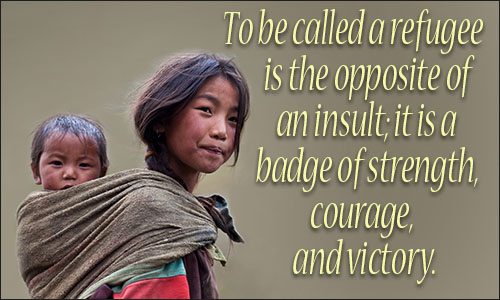 To be called a refugee
is the opposite of
an insult; it is a
badge of strength,
courage,
and victory.